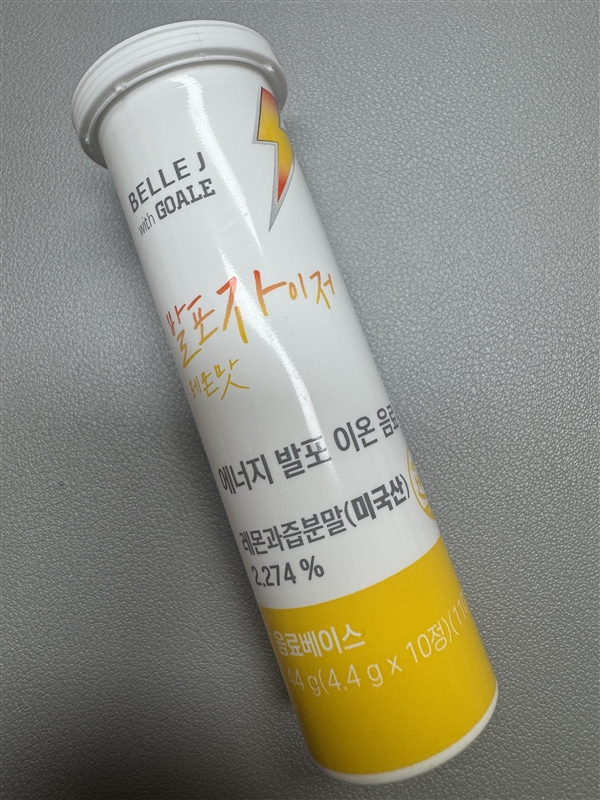 BELLE J
with GOALE
발포자이저
레몬맛
에너지 발포 이온 음료
레몬과즙분말(미국산)
2.274 %
음료베이스
44 g(4.4 g x 10정)